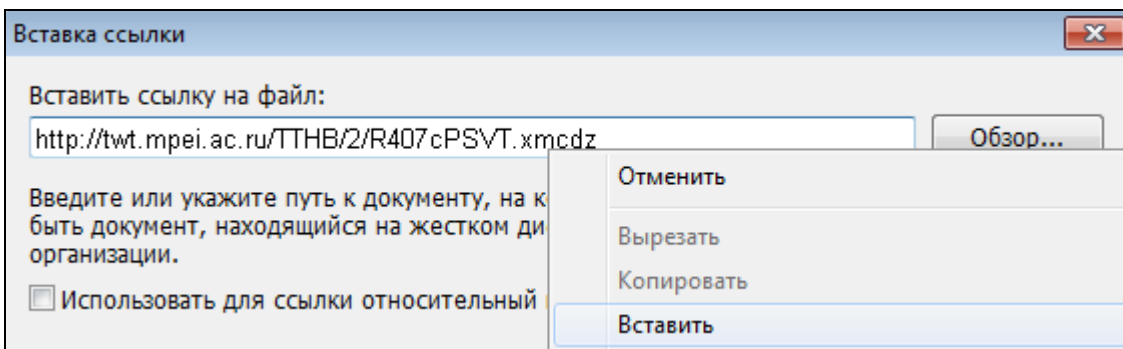 Вставка ссылки
Вставить ссылку на файл:
http://twt.mpei.ac.ru/TTHB/2/R407cPSVT.xmcdz
Обзор...
Введите или укажите путь к документу, на
быть документ, находящийся на жестком
организации.
Использовать для ссылки относительный
Отменить
Вырезать
Копировать
Вставить